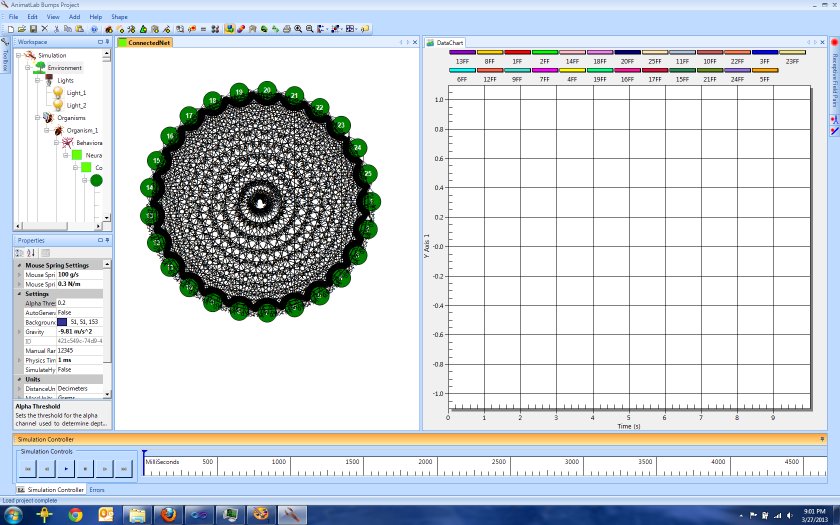 AnimatLab Bumps Project
File Edit View Add Help Shape
Workspace
Simulation
Environment
Lights
Light_1
Light_2
Organisms
Organism_1
Behaviora
Neura
Co
Toolbox
Properties
Mouse Spring Settings
Mouse Spri 100 g/s
Mouse Spri 0.3 N/m
Settings
Alpha Thres 0.2
AutoGenera False
Background 51, 51, 153
Gravity -9.81 m/s^2
ID 421c549c-74d9-4
Manual Ran 12345
Physics Tim 1 ms
SimulateHy False
Units
DistanceUn Decimeters
MassUnits Grams
Alpha Threshold
Sets the threshold for the alpha
channel used to determine dept...
ConnectedNet
20
19
21
18
22
17
23
16
24
15
25
14
13
12
11
10
DataChart
13FF 8FF 1FF 2FF 14FF 18FF 20FF 25FF 11FF 10FF 22FF 3FF 23FF
6FF 12FF 9FF 7FF 4FF 19FF 16FF 17FF 15FF 21FF 24FF 5FF
1.0
0.8
0.6
0.4
0.2
-0.0
-0.2
-0.4
-0.6
-0.8
-1.0
Y Axis 1
0 1 2 3 4 5 6 7 8 9
Time (s)
Receptive Field Pairs
Simulation Controller
Simulation Controls
MilliSeconds 500 1000 1500 2000 2500 3000 3500 4000 4500
Simulation Controller Errors
Load project complete
9:01 PM
3/27/2013